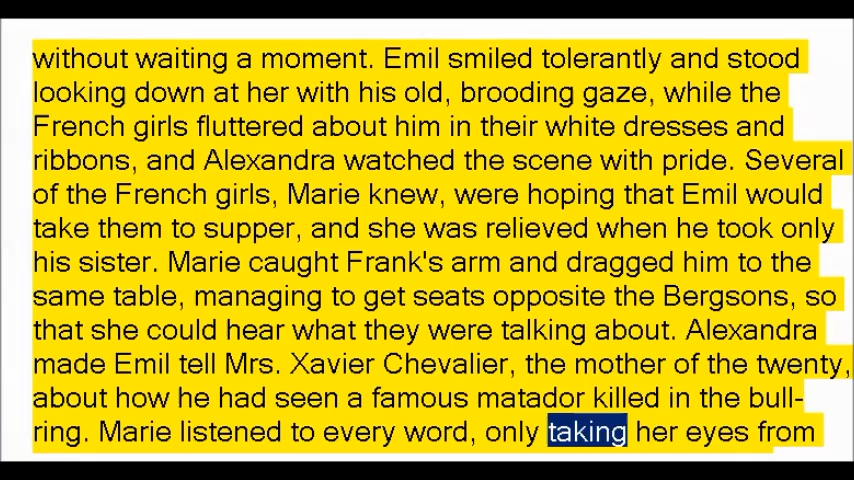 without waiting a moment. Emil smiled tolerantly and stood
looking down at her with his old, brooding gaze, while the
French girls fluttered about him in their white dresses and
ribbons, and Alexandra watched the scene with pride. Several
of the French girls, Marie knew, were hoping that Emil would
take them to supper, and she was relieved when he took only
his sister. Marie caught Frank's arm and dragged him to the
same table, managing to get seats opposite the Bergsons, so
that she could hear what they were talking about. Alexandra
made Emil tell Mrs. Xavier Chevalier, the mother of the twenty,
about how he had seen a famous matador killed in the bull-
ring. Marie listened to every word, only taking her eyes from